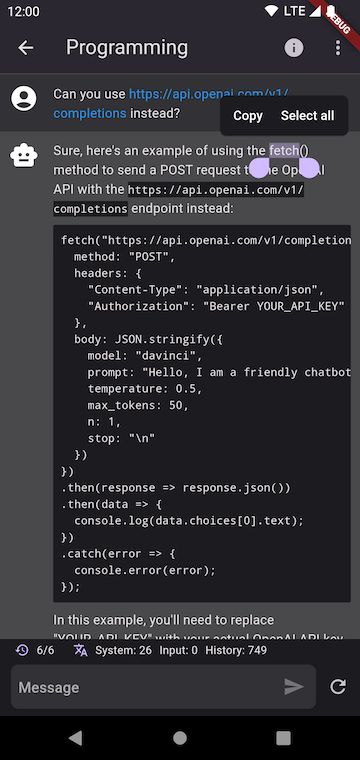 12:00
LTE
DEBUG
Programming
Can you use https://api.openai.com/v1/
completions instead?
Copy Select all
Sure, here's an example of using the fetch()
method to send a POST request to the OpenAI
API with the https://api.openai.com/v1/
completions endpoint instead:
fetch("https://api.openai.com/v1/completion
method: "POST",
headers: {
"Content-Type": "application/json",
"Authorization": "Bearer YOUR_API_KEY"
},
body: JSON.stringify({
model: "davinci",
prompt: "Hello, I am a friendly chatbot
temperature: 0.5,
max_tokens: 50,
n: 1,
stop: "\n"
})
})
.then(response => response.json())
.then(data => {
console.log(data.choices[0].text);
})
.catch(error => {
console.error(error);
});
In this example, you'll need to replace
"YOUR_API_KEY" with your actual OpenAI API key
6/6 System: 26 Input: 0 History: 749
Message